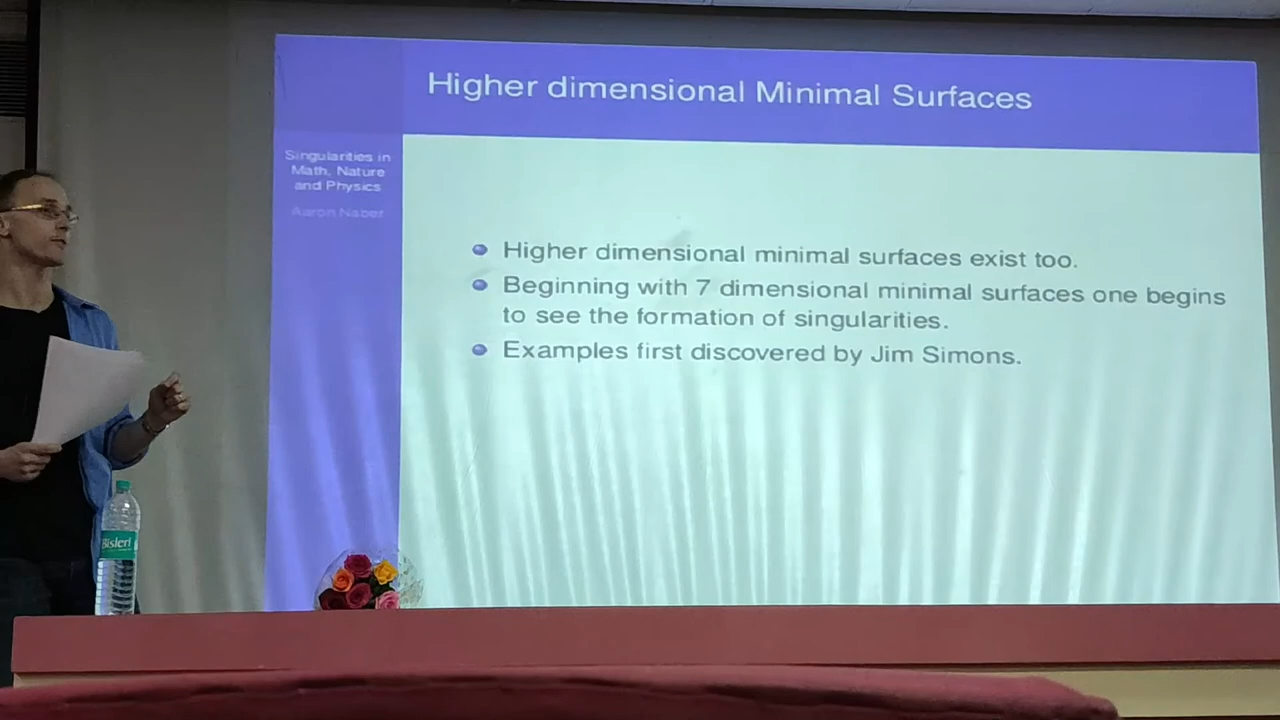 Higher dimensional Minimal Surfaces
Singularities in
Math, Nature
and Physics
Aaron Naber
Higher dimensional minimal surfaces exist too.
Beginning with 7 dimensional minimal surfaces one begins
to see the formation of singularities.
Examples first discovered by Jim Simons.
Bisleri